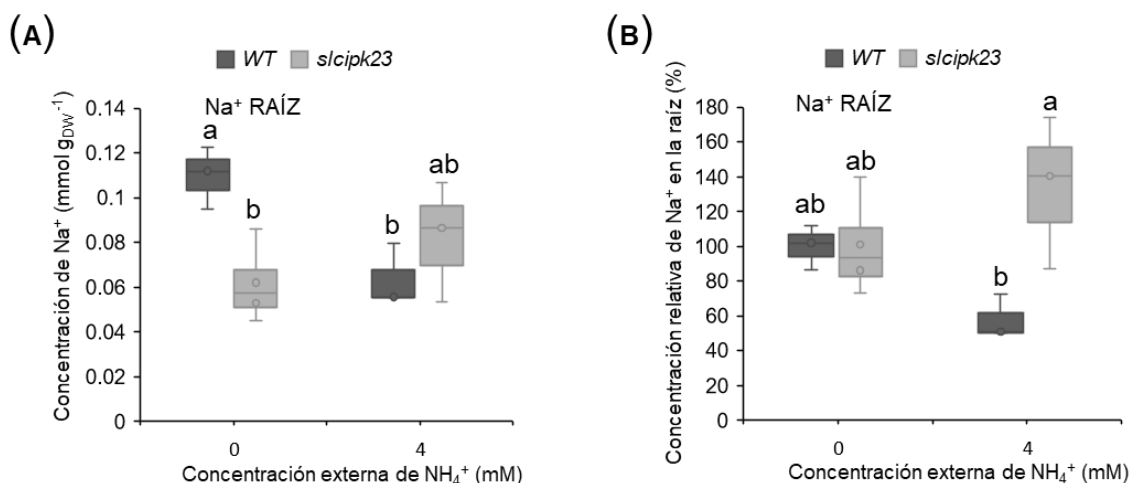 (A)
WT slcipk23
Concentración de Na⁺ (mmol g_DW⁻¹)
Na⁺ RAÍZ
0.14
0.12
0.1
0.08
0.06
0.04
0.02
0
a
b
b
ab
0 4
Concentración externa de NH₄⁺ (mM)
(B)
WT slcipk23
Concentración relativa de Na⁺ en la raíz (%)
Na⁺ RAÍZ
180
160
140
120
100
80
60
40
20
0
ab
ab
b
a
0 4
Concentración externa de NH₄⁺ (mM)